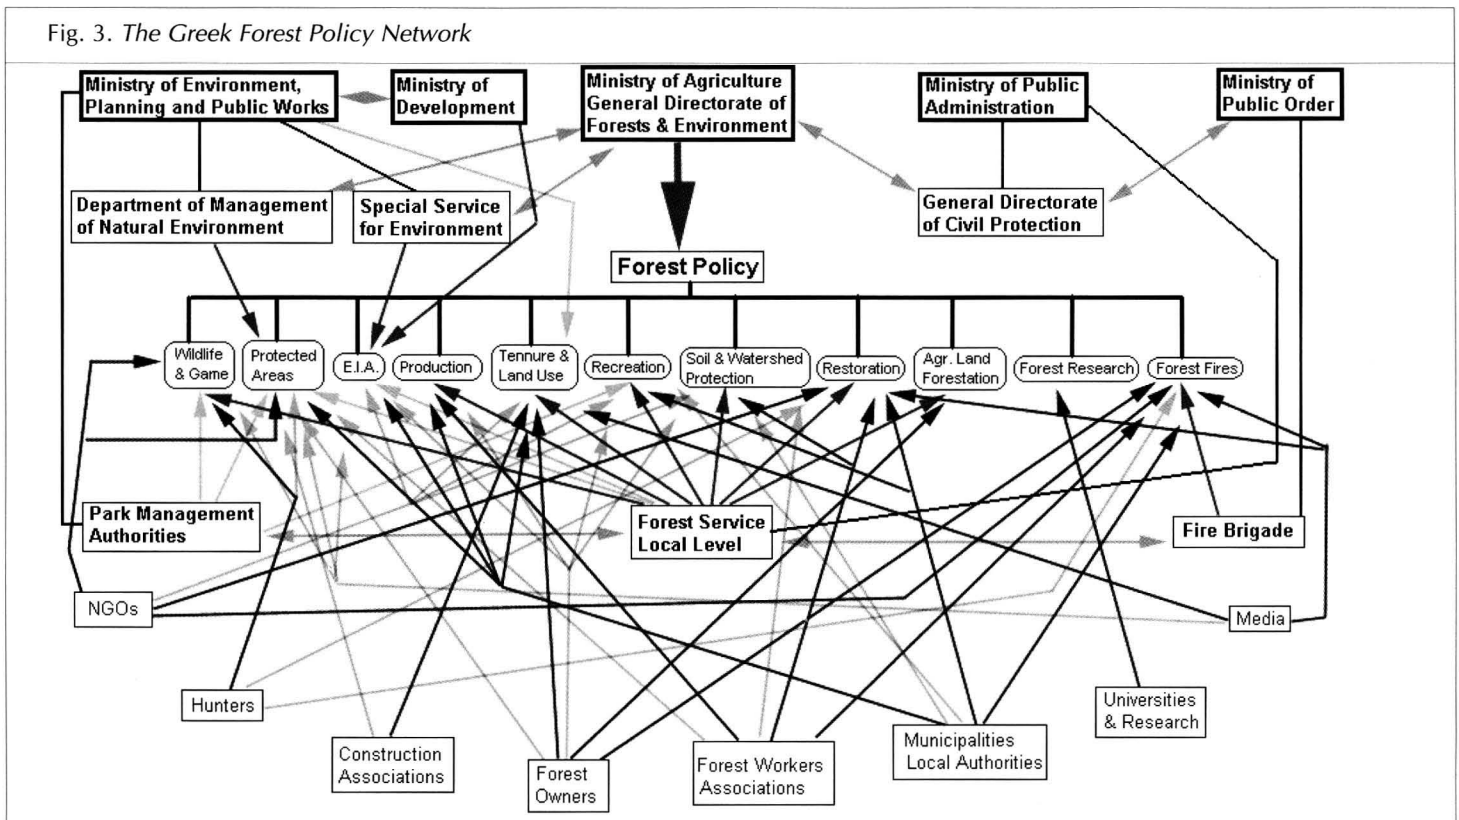 Fig. 3. The Greek Forest Policy Network
Ministry of Environment,
Planning and Public Works
Ministry of
Development
Ministry of Agriculture
General Directorate of
Forests & Environment
Ministry of Public
Administration
Ministry of
Public Order
Department of Management
of Natural Environment
Special Service
for Environment
General Directorate
of Civil Protection
Forest Policy
Wildlife
& Game
Protected
Areas
E.I.A.
Production
Tennure &
Land Use
Recreation
Soil & Watershed
Protection
Restoration
Agr. Land
Forestation
Forest Research
Forest Fires
Park Management
Authorities
Forest Service
Local Level
Fire Brigade
NGOs
Media
Hunters
Universities
& Research
Construction
Associations
Forest
Owners
Forest Workers
Associations
Municipalities
Local Authorities